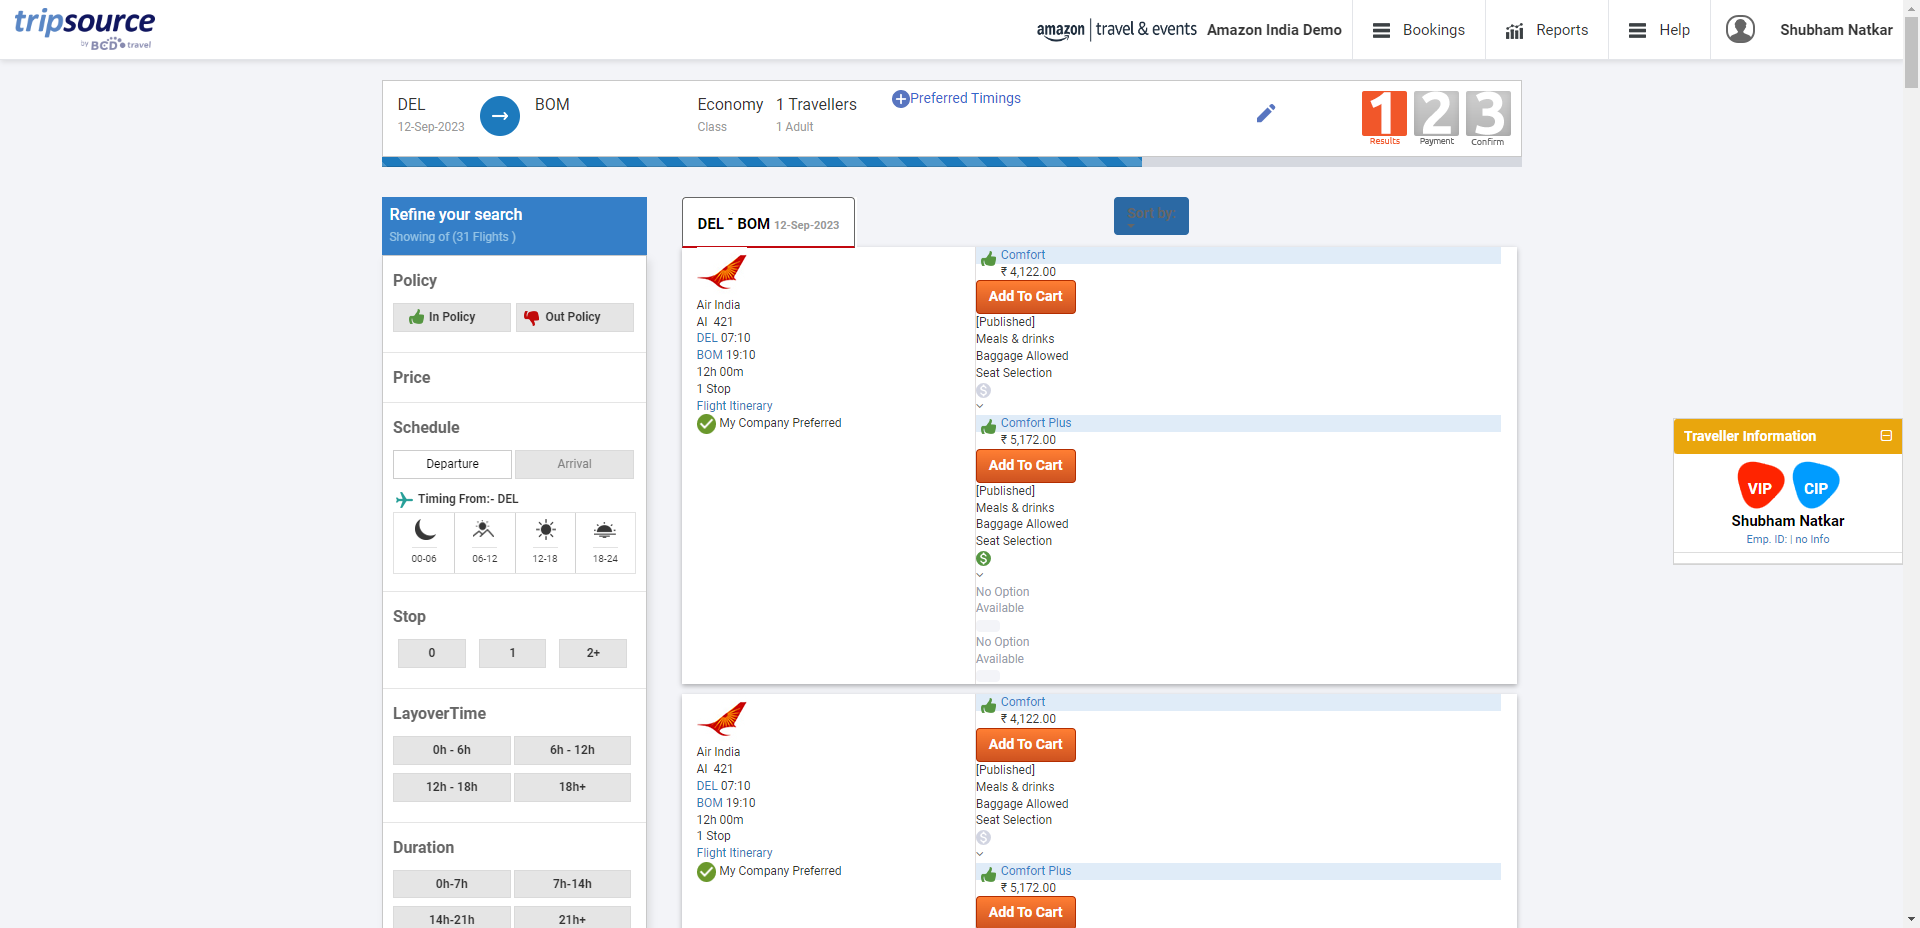 tripsource
by BCD travel
amazon | travel & events Amazon India Demo
Bookings
Reports
Help
Shubham Natkar
DEL
12-Sep-2023
BOM
Economy
Class
1 Travellers
1 Adult
Preferred Timings
1 2 3
Results Payment Confirm
Refine your search
Showing of (31 Flights )
Policy
In Policy Out Policy
Price
Schedule
Departure Arrival
Timing From:- DEL
00-06 06-12 12-18 18-24
Stop
0 1 2+
LayoverTime
0h - 6h 6h - 12h
12h - 18h 18h+
Duration
0h-7h 7h-14h
14h-21h 21h+
DEL - BOM 12-Sep-2023
Sort by:
Air India
AI 421
DEL 07:10
BOM 19:10
12h 00m
1 Stop
Flight Itinerary
My Company Preferred
Comfort
₹ 4,122.00
Add To Cart
[Published]
Meals & drinks
Baggage Allowed
Seat Selection
Comfort Plus
₹ 5,172.00
Add To Cart
[Published]
Meals & drinks
Baggage Allowed
Seat Selection
No Option
Available
No Option
Available
Air India
AI 421
DEL 07:10
BOM 19:10
12h 00m
1 Stop
Flight Itinerary
My Company Preferred
Comfort
₹ 4,122.00
Add To Cart
[Published]
Meals & drinks
Baggage Allowed
Seat Selection
Comfort Plus
₹ 5,172.00
Add To Cart
Traveller Information
VIP CIP
Shubham Natkar
Emp. ID: | no Info